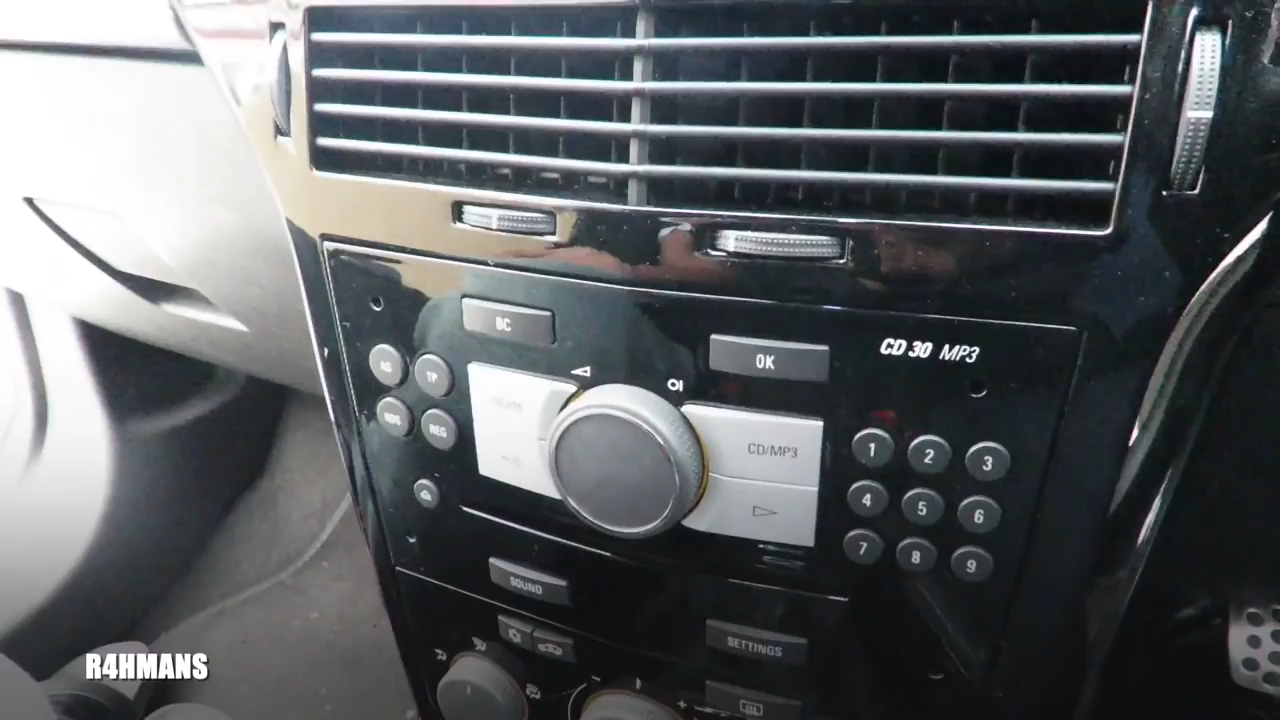 BC
OK
CD 30 MP3
AS
TP
REG
CD/MP3
1 2 3
4 5 6
7 8 9
SOUND
SETTINGS
R4HMANS